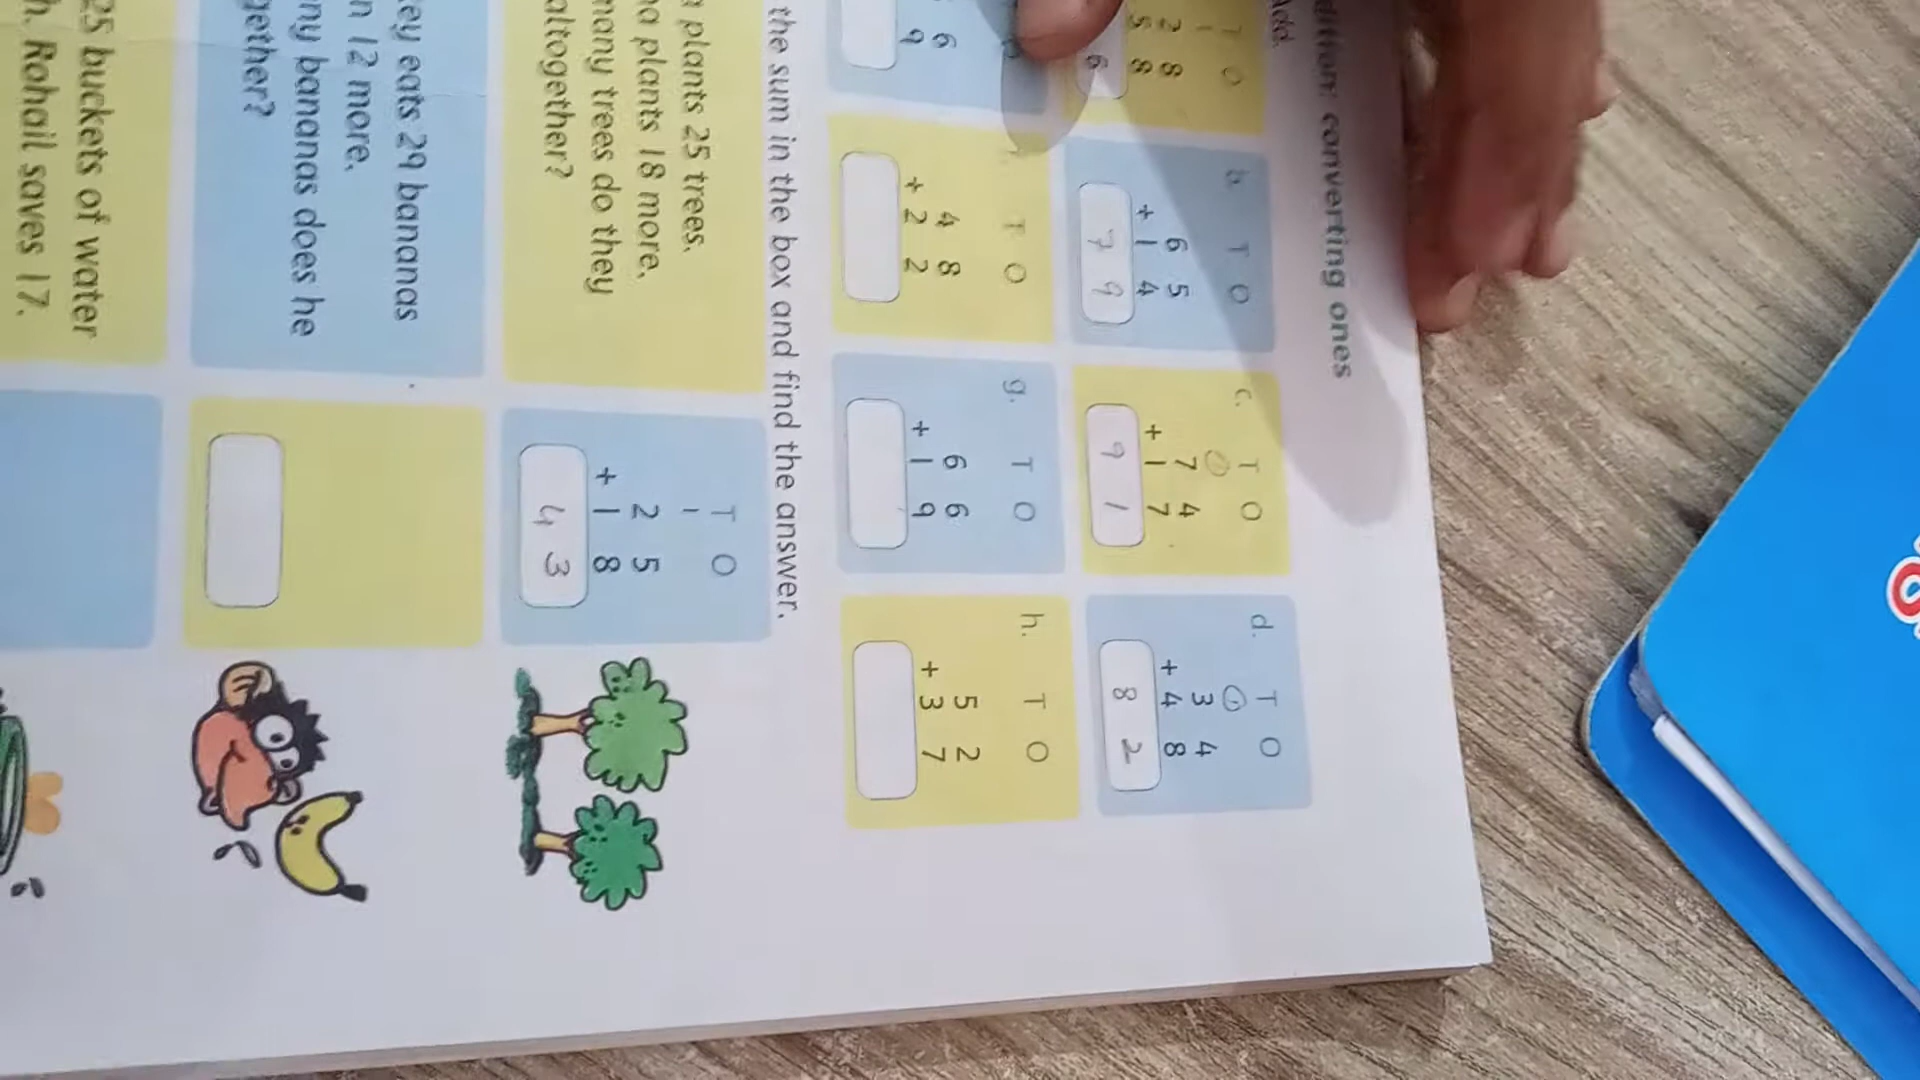 dition: converting ones
Add.
T O
1
2 8
5 8
6
b. T O
6 5
+ 1 4
7 9
c. T O
1
7 4
+ 1 7
9 1
d. T O
1
3 4
+ 4 8
8 2
6
9
T O
4 8
+ 2 2
g. T O
6 6
+ 1 9
h. T O
5 2
+ 3 7
the sum in the box and find the answer.
plants 25 trees.
plants 18 more.
many trees do they
altogether?
T O
1
2 5
+ 1 8
4 3
key eats 29 bananas
n 12 more.
ny bananas does he
gether?
25 buckets of water
h. Rohail saves 17.